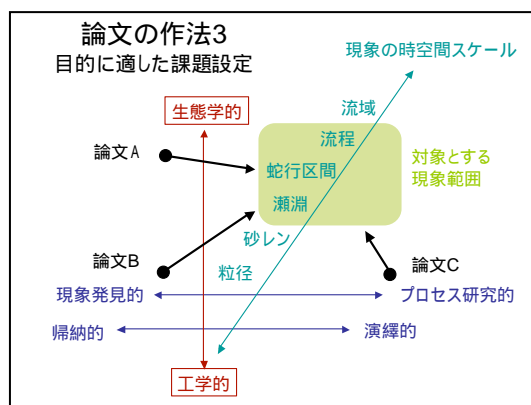 論文の作法3
目的に適した課題設定
現象の時空間スケール
生態学的
流域
論文A
流程
蛇行区間
対象とする
現象範囲
瀬淵
砂レン
論文B
粒径
論文C
現象発見的
プロセス研究的
帰納的
演繹的
工学的